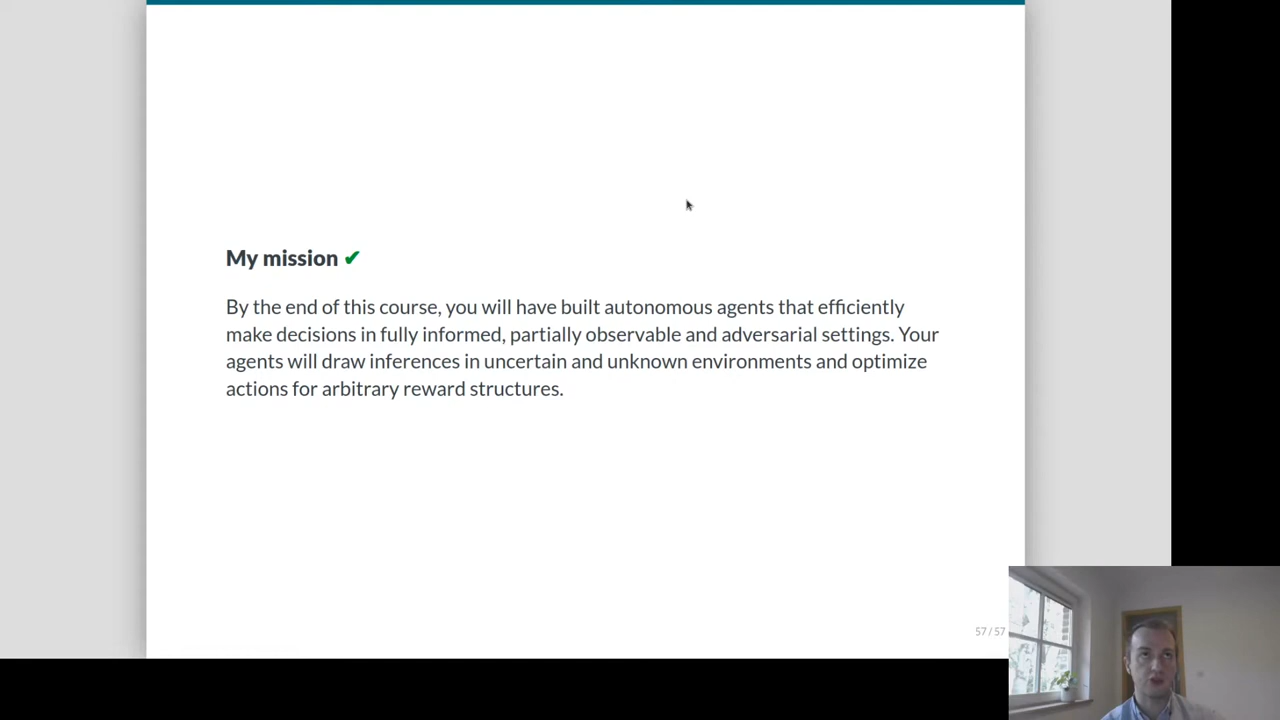 My mission ✔
By the end of this course, you will have built autonomous agents that efficiently
make decisions in fully informed, partially observable and adversarial settings. Your
agents will draw inferences in uncertain and unknown environments and optimize
actions for arbitrary reward structures.
57 / 57